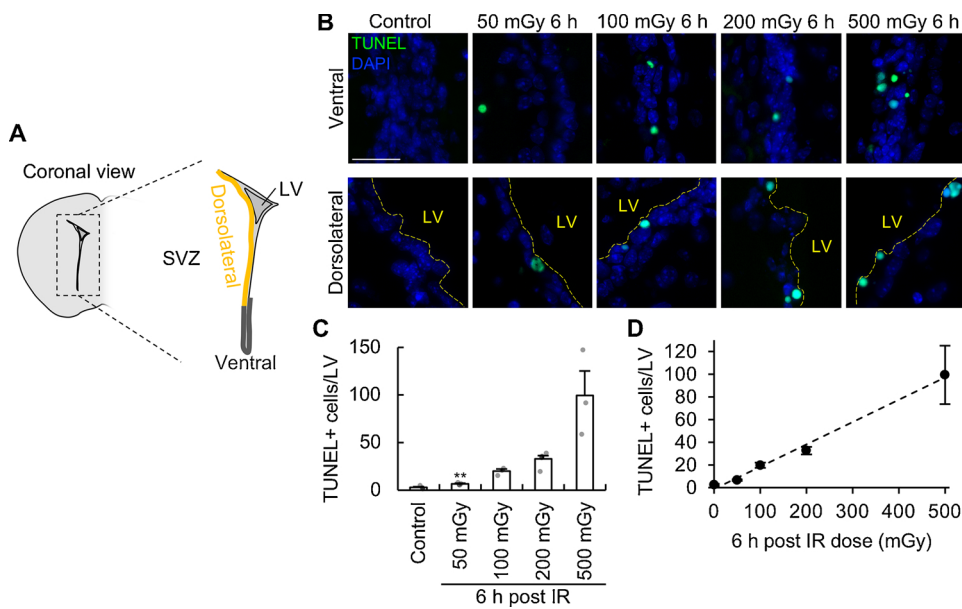 A
Coronal view
SVZ
Dorsolateral
LV
Ventral
B
Control
50 mGy 6 h
100 mGy 6 h
200 mGy 6 h
500 mGy 6 h
TUNEL
DAPI
Ventral
Dorsolateral
LV
LV
LV
LV
LV
C
TUNEL+ cells/LV
150
100
50
0
**
Control
50 mGy
100 mGy
200 mGy
500 mGy
6 h post IR
D
TUNEL+ cells/LV
120
100
80
60
40
20
0
0
100
200
300
400
500
6 h post IR dose (mGy)